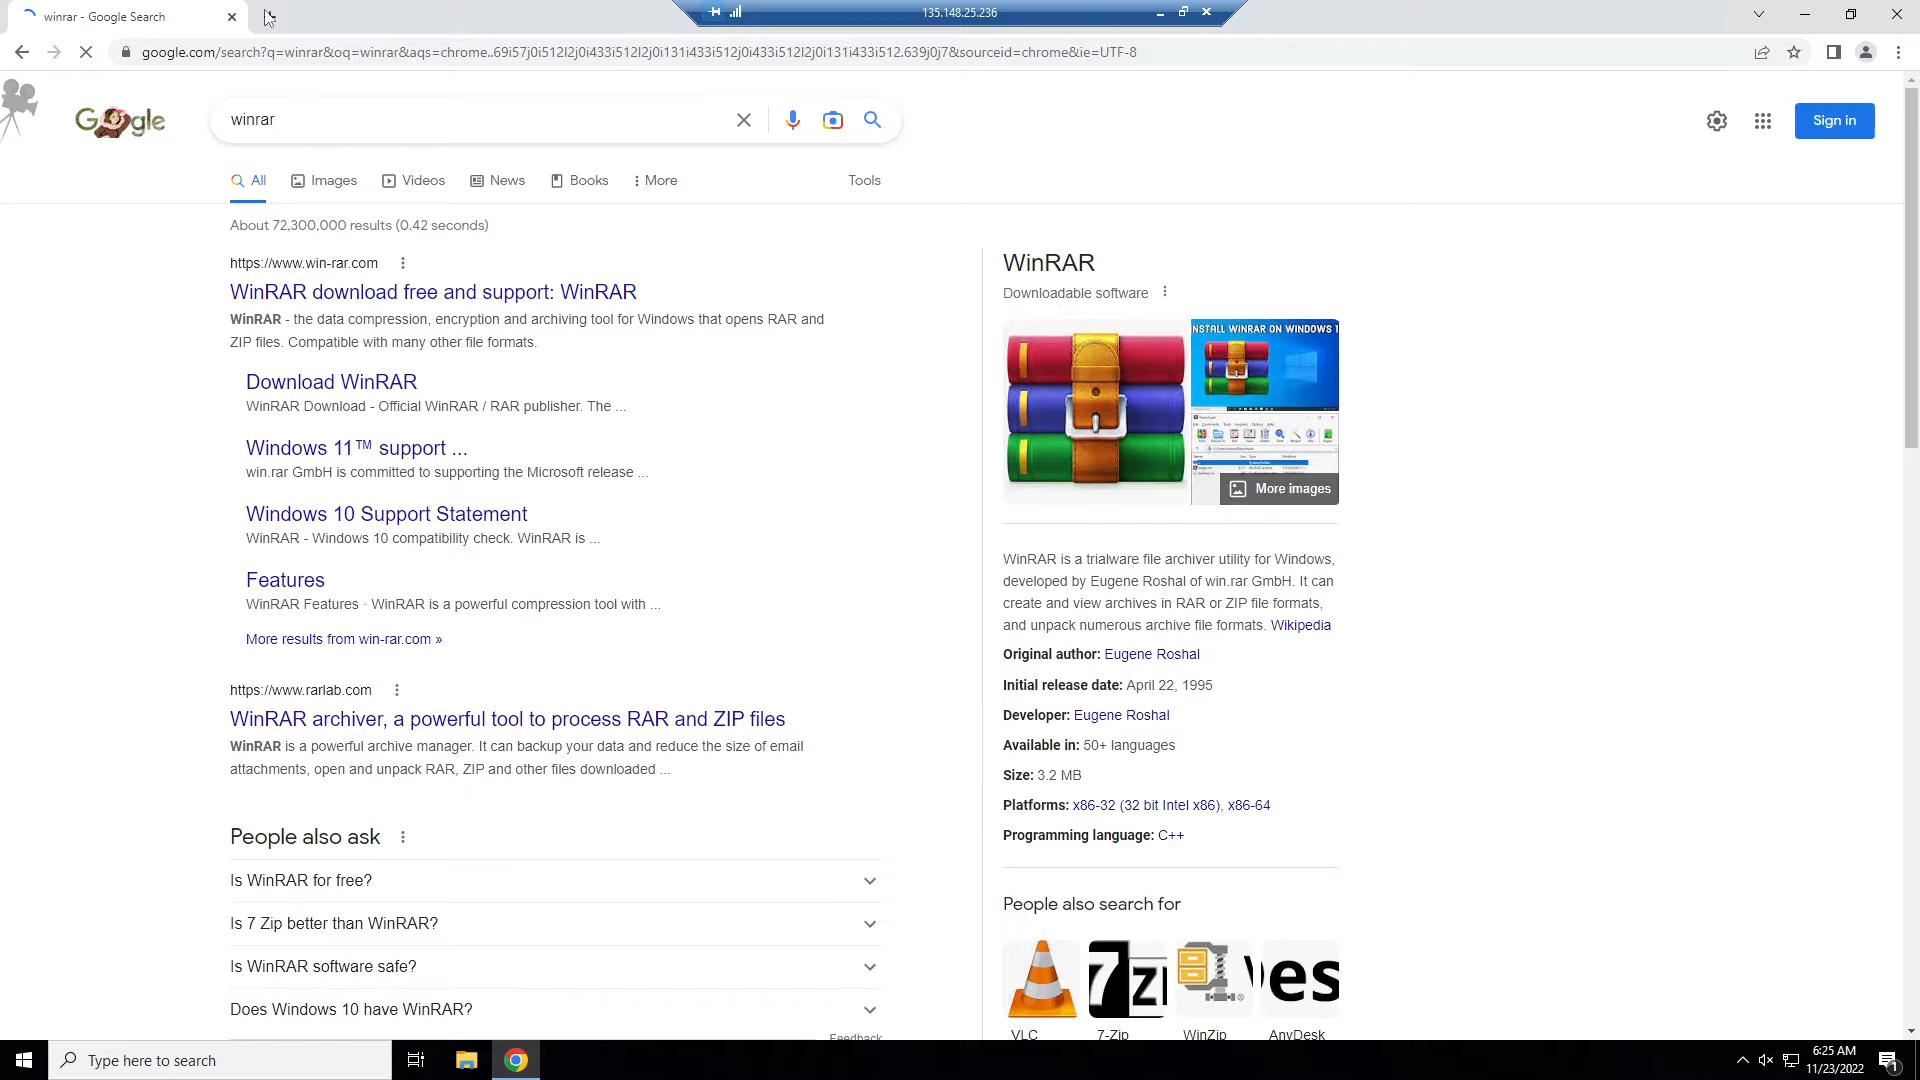 winrar - Google Search
135.148.25.236
google.com/search?q=winrar&oq=winrar&aqs=chrome..69i57j0i512l2j0i433i512l2j0i131i433i512j0i433i512l2j0i131i433i512.639j0j7&sourceid=chrome&ie=UTF-8
Google
winrar
Sign in
All
Images
Videos
News
Books
More
Tools
About 72,300,000 results (0.42 seconds)
https://www.win-rar.com
WinRAR download free and support: WinRAR
WinRAR - the data compression, encryption and archiving tool for Windows that opens RAR and
ZIP files. Compatible with many other file formats.
Download WinRAR
WinRAR Download - Official WinRAR / RAR publisher. The ...
Windows 11™ support ...
win.rar GmbH is committed to supporting the Microsoft release ...
Windows 10 Support Statement
WinRAR - Windows 10 compatibility check. WinRAR is ...
Features
WinRAR Features · WinRAR is a powerful compression tool with ...
More results from win-rar.com »
https://www.rarlab.com
WinRAR archiver, a powerful tool to process RAR and ZIP files
WinRAR is a powerful archive manager. It can backup your data and reduce the size of email
attachments, open and unpack RAR, ZIP and other files downloaded ...
People also ask
Is WinRAR for free?
Is 7 Zip better than WinRAR?
Is WinRAR software safe?
Does Windows 10 have WinRAR?
Feedback
WinRAR
Downloadable software
NSTALL WINRAR ON WINDOWS 1
More images
WinRAR is a trialware file archiver utility for Windows,
developed by Eugene Roshal of win.rar GmbH. It can
create and view archives in RAR or ZIP file formats,
and unpack numerous archive file formats. Wikipedia
Original author: Eugene Roshal
Initial release date: April 22, 1995
Developer: Eugene Roshal
Available in: 50+ languages
Size: 3.2 MB
Platforms: x86-32 (32 bit Intel x86), x86-64
Programming language: C++
People also search for
7zi
es
VLC
7-Zip
WinZip
AnyDesk
Type here to search
6:25 AM
11/23/2022
1